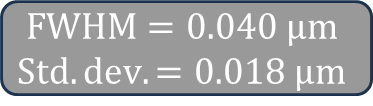 FWHM = 0.040 μm
Std. dev. = 0.018 μm